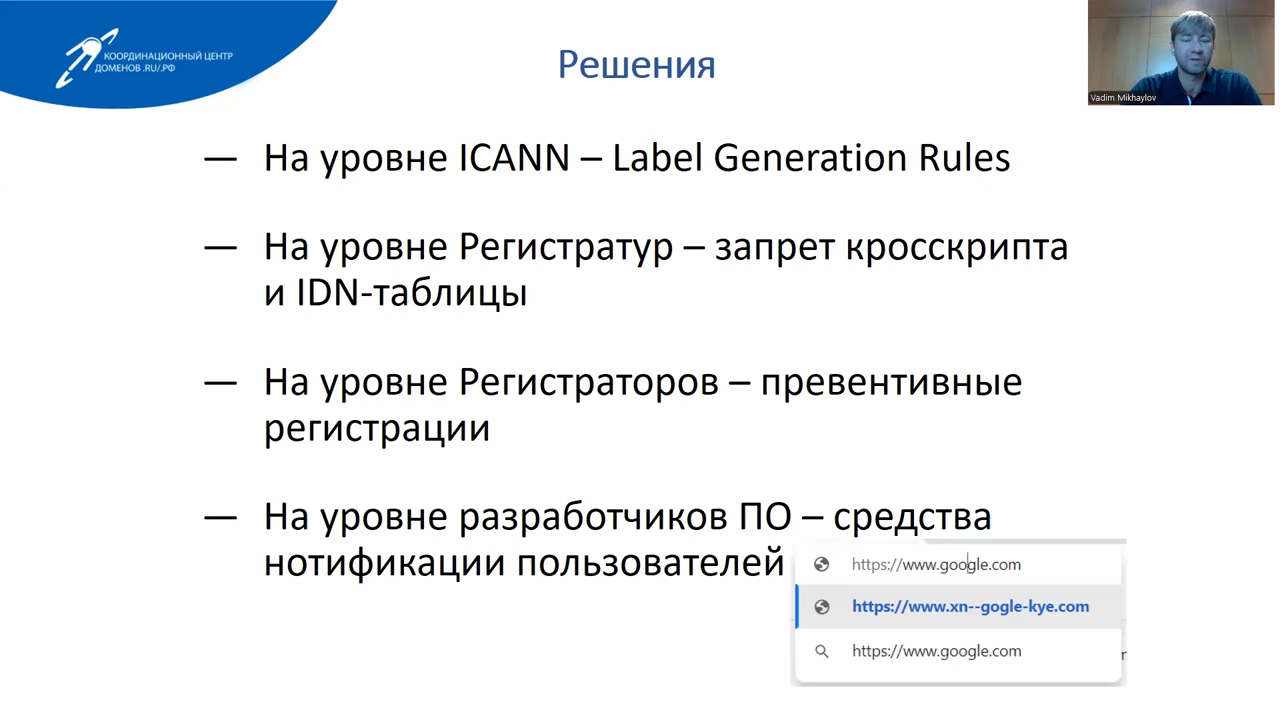 КООРДИНАЦИОННЫЙ ЦЕНТР
ДОМЕНОВ .RU/.РФ
Решения
Vadim Mikhaylov
— На уровне ICANN – Label Generation Rules
— На уровне Регистратур – запрет кросскрипта
и IDN-таблицы
— На уровне Регистраторов – превентивные
регистрации
— На уровне разработчиков ПО – средства
нотификации пользователей
https://www.google.com
https://www.xn--gogle-kye.com
https://www.google.com